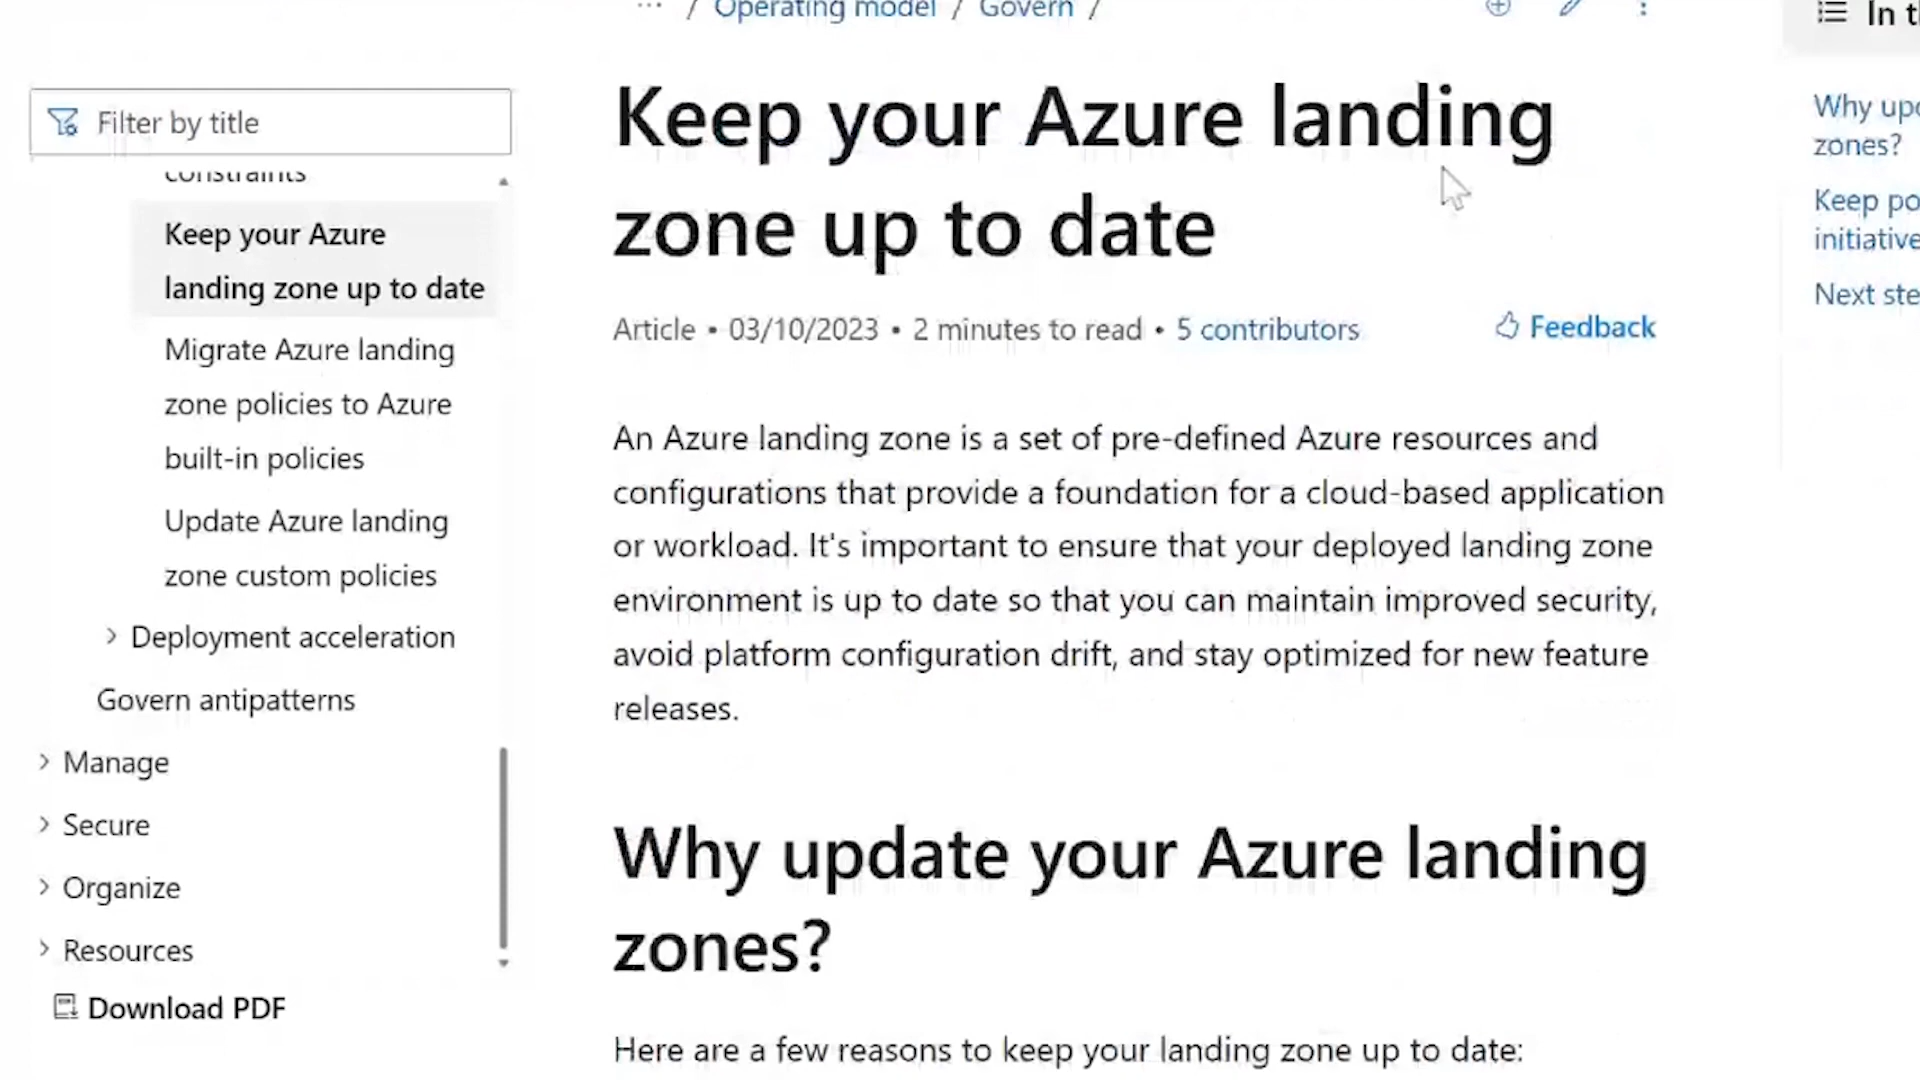 … / Operating model / Govern /
Filter by title
constraints
Keep your Azure
landing zone up to date
Migrate Azure landing
zone policies to Azure
built-in policies
Update Azure landing
zone custom policies
Deployment acceleration
Govern antipatterns
Manage
Secure
Organize
Resources
Download PDF
Keep your Azure landing
zone up to date
Article • 03/10/2023 • 2 minutes to read • 5 contributors
Feedback
An Azure landing zone is a set of pre-defined Azure resources and
configurations that provide a foundation for a cloud-based application
or workload. It's important to ensure that your deployed landing zone
environment is up to date so that you can maintain improved security,
avoid platform configuration drift, and stay optimized for new feature
releases.
Why update your Azure landing
zones?
Here are a few reasons to keep your landing zone up to date:
In
Why
zones?
Keep
Next